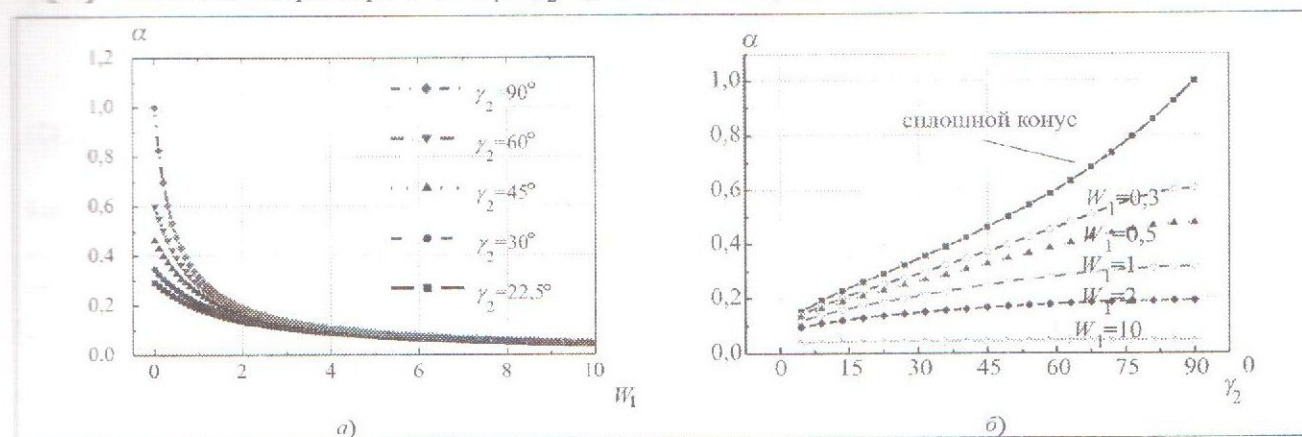 α
1,2
1,0
0,8
0,6
0,4
0,2
0,0
0 2 4 6 8 10
W₁
γ₂=90°
γ₂=60°
γ₂=45°
γ₂=30°
γ₂=22,5°
а)
α
1,0
0,8
0,6
0,4
0,2
0,0
0 15 30 45 60 75 90 0
γ₂
сплошной конус
W₁=0,3
W₁=0,5
W₁=1
W₁=2
W₁=10
б)